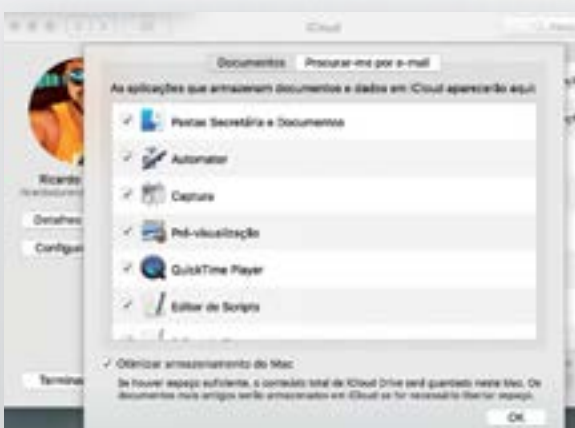 iCloud
Documentos
Procurar-me por e-mail
As aplicações que armazenam documentos e dados em iCloud aparecerão aqui:
Pastas Secretária e Documentos
Automator
Captura
Pré-visualização
QuickTime Player
Editor de Scripts
Ricardo
Detalhes
Otimizar armazenamento do Mac
Se houver espaço suficiente, o conteúdo total de iCloud Drive será guardado neste Mac. Os
documentos mais antigos serão armazenados em iCloud se for necessário libertar espaço.
OK